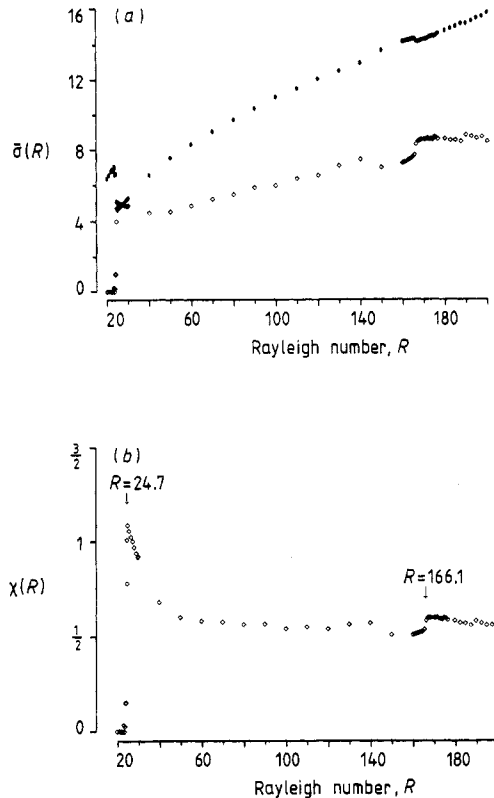 16
(a)
12
σ̄(R)
8
4
0
20 60 100 140 180
Rayleigh number, R
3/2
(b)
R=24.7
1
R=166.1
χ(R)
1/2
0
20 60 100 140 180
Rayleigh number, R